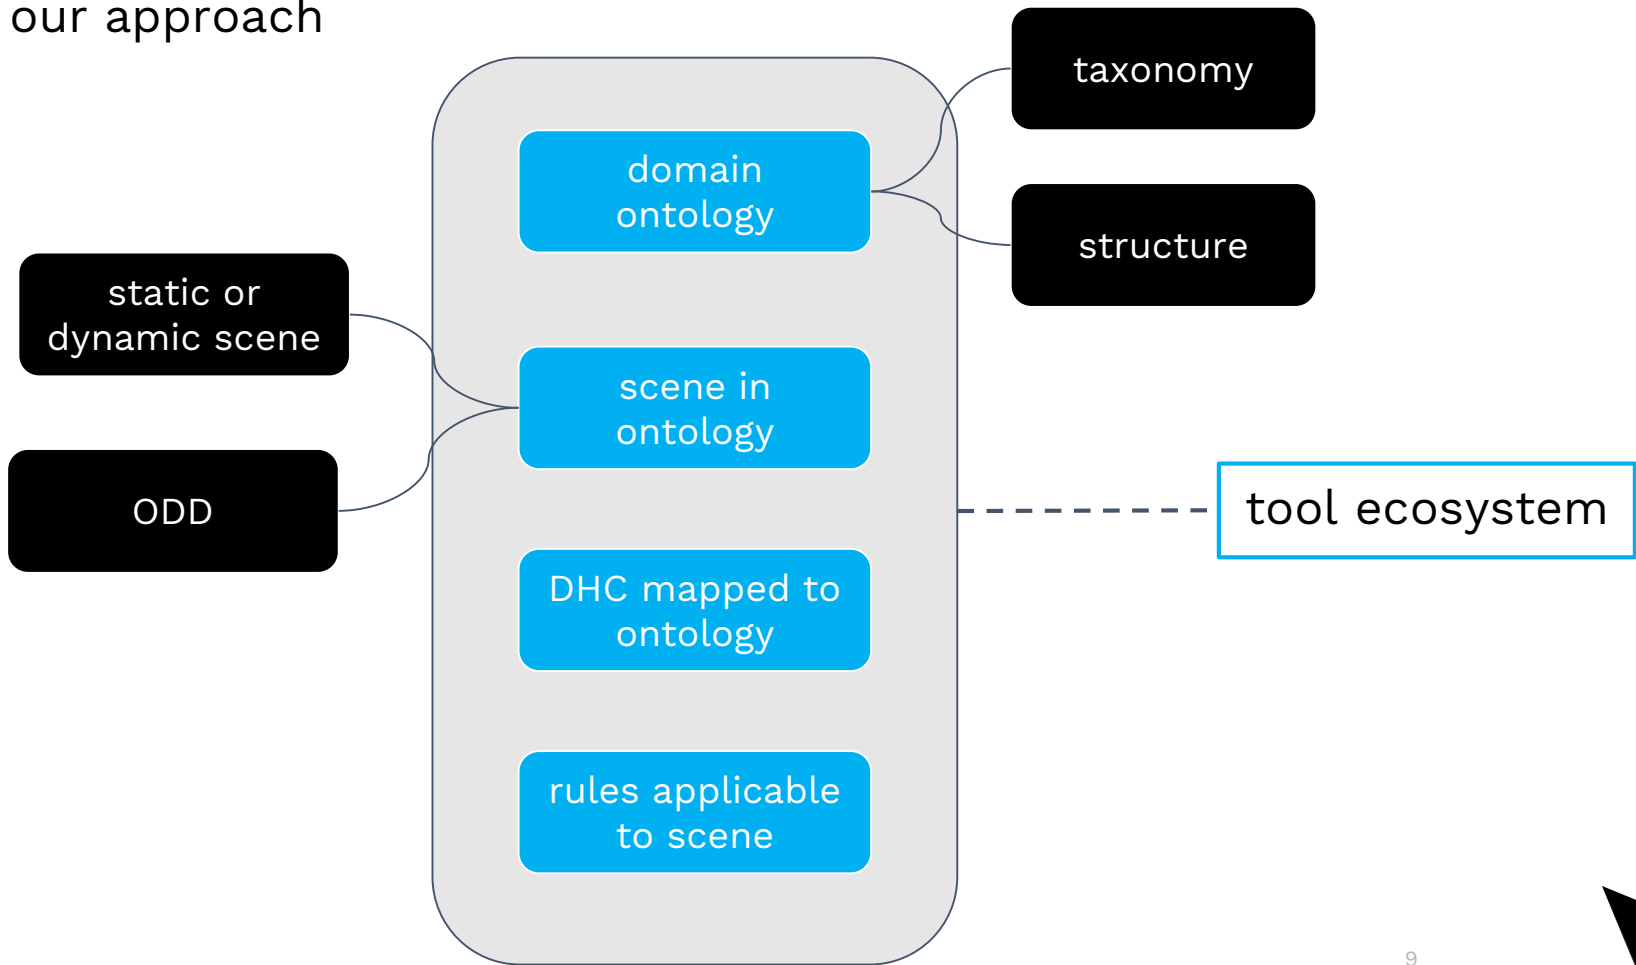 our approach
taxonomy
domain
ontology
structure
static or
dynamic scene
scene in
ontology
ODD
tool ecosystem
DHC mapped to
ontology
rules applicable
to scene
9